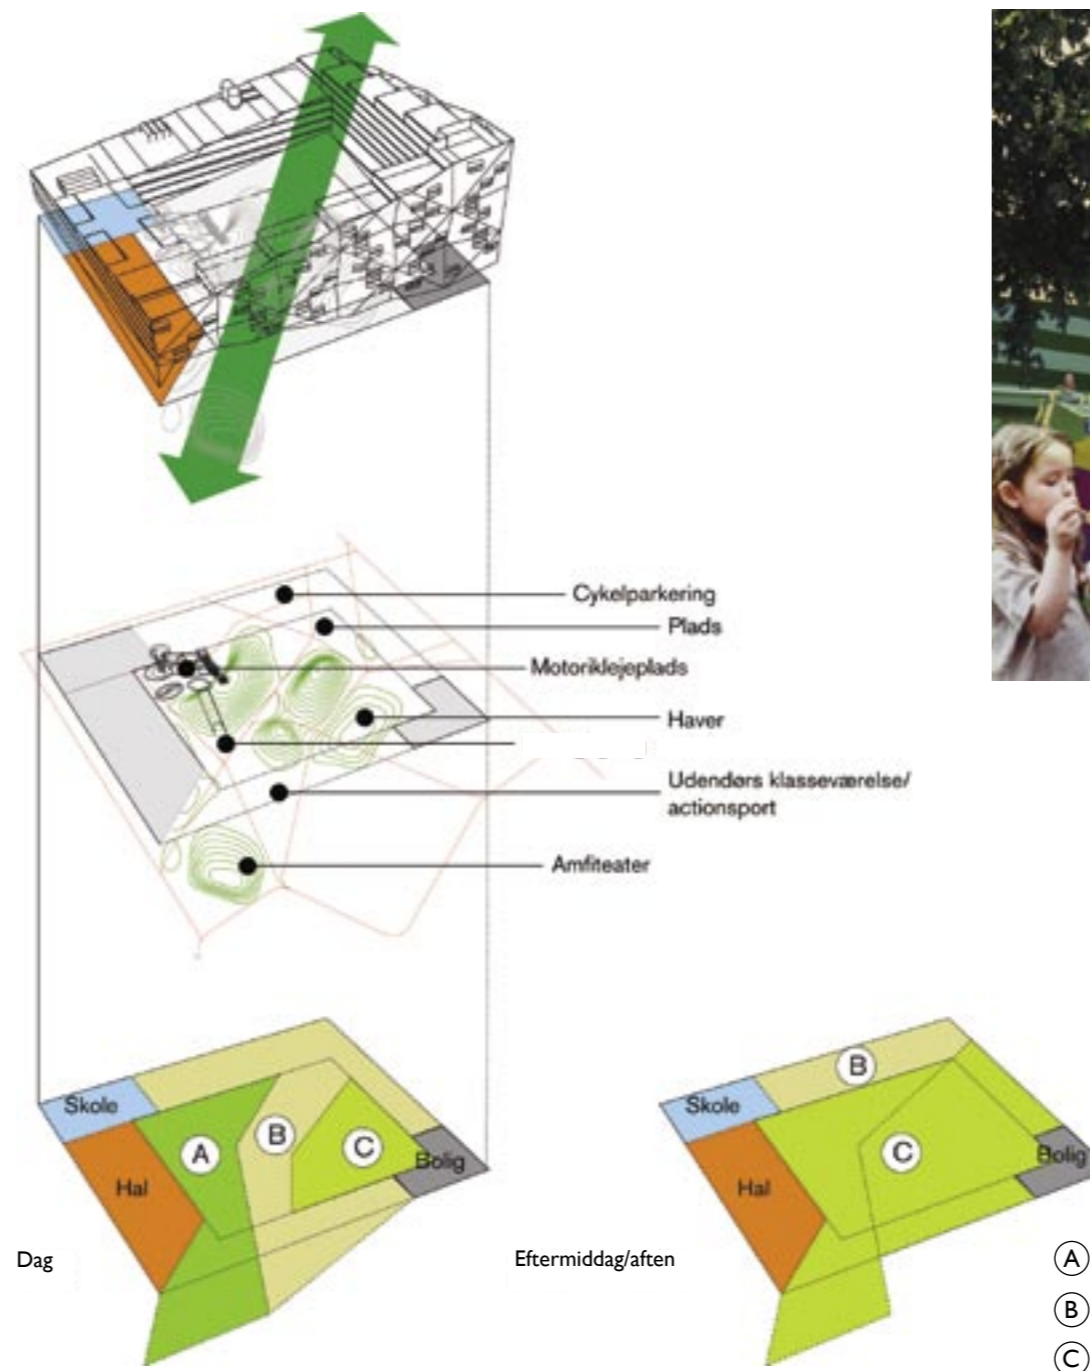 Cykelparkering
Plads
Motoriklejeplads
Haver
Udendørs klasseværelse/
actionsport
Amfiteater
Skole
A
B
C
Hal
Bolig
Dag
B
Skole
C
Hal
Bolig
Eftermiddag/aften
A
B
C